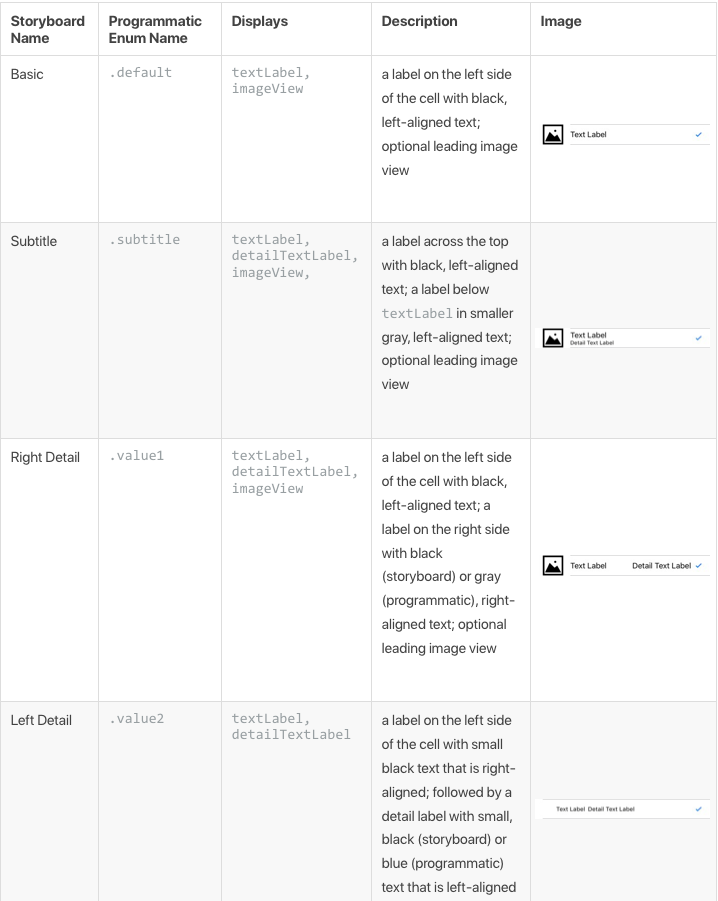 Storyboard Name
Programmatic Enum Name
Displays
Description
Image
Basic
.default
textLabel,
imageView
a label on the left side
of the cell with black,
left-aligned text;
optional leading image
view
Text Label
Subtitle
.subtitle
textLabel,
detailTextLabel,
imageView,
a label across the top
with black, left-aligned
text; a label below
textLabel in smaller
gray, left-aligned text;
optional leading image
view
Text Label
Detail Text Label
Right Detail
.value1
textLabel,
detailTextLabel,
imageView
a label on the left side
of the cell with black,
left-aligned text; a
label on the right side
with black
(storyboard) or gray
(programmatic), right-
aligned text; optional
leading image view
Text Label Detail Text Label
Left Detail
.value2
textLabel,
detailTextLabel
a label on the left side
of the cell with small
black text that is right-
aligned; followed by a
detail label with small,
black (storyboard) or
blue (programmatic)
text that is left-aligned
Text Label Detail Text Label